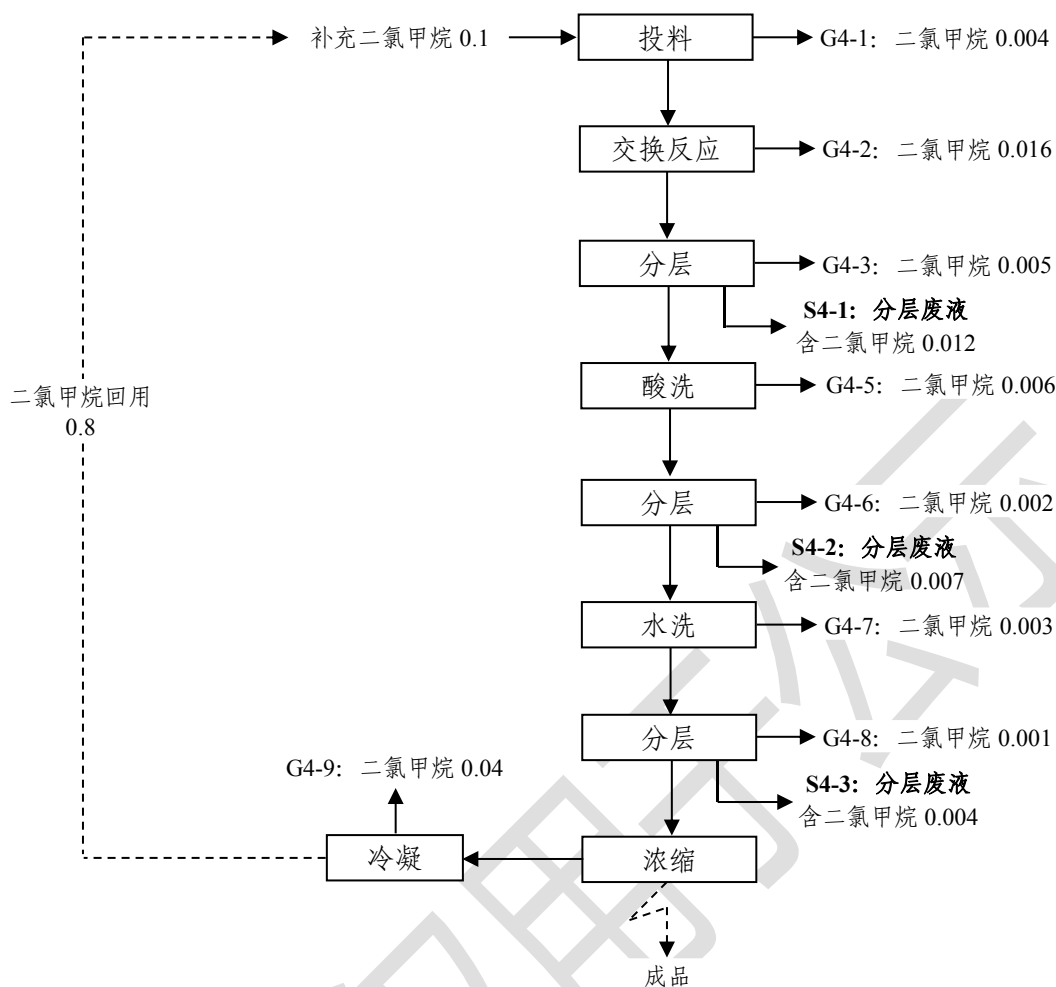 补充二氯甲烷 0.1
投料
G4-1： 二氯甲烷 0.004
交换反应
G4-2： 二氯甲烷 0.016
分层
G4-3： 二氯甲烷 0.005
S4-1：分层废液
含二氯甲烷 0.012
酸洗
G4-5： 二氯甲烷 0.006
二氯甲烷回用
0.8
分层
G4-6： 二氯甲烷 0.002
S4-2：分层废液
含二氯甲烷 0.007
水洗
G4-7： 二氯甲烷 0.003
分层
G4-8： 二氯甲烷 0.001
G4-9： 二氯甲烷 0.04
S4-3：分层废液
含二氯甲烷 0.004
冷凝
浓缩
成品
仅用于公示